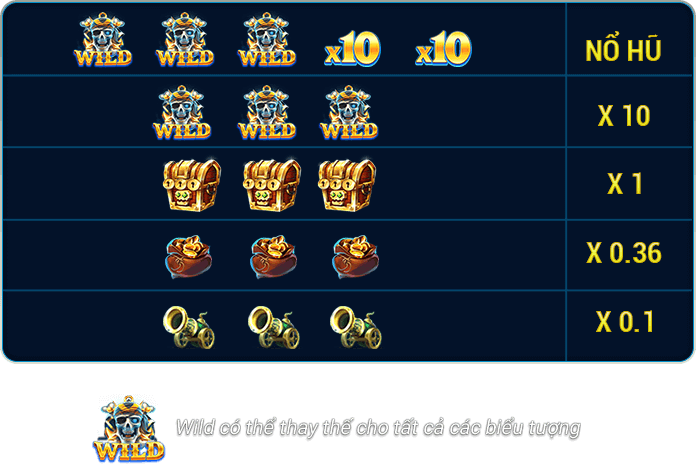 WILD WILD WILD x10 x10 NỔ HŨ
WILD WILD WILD X 10
X 1
X 0.36
X 0.1
WILD Wild có thể thay thế cho tất cả các biểu tượng